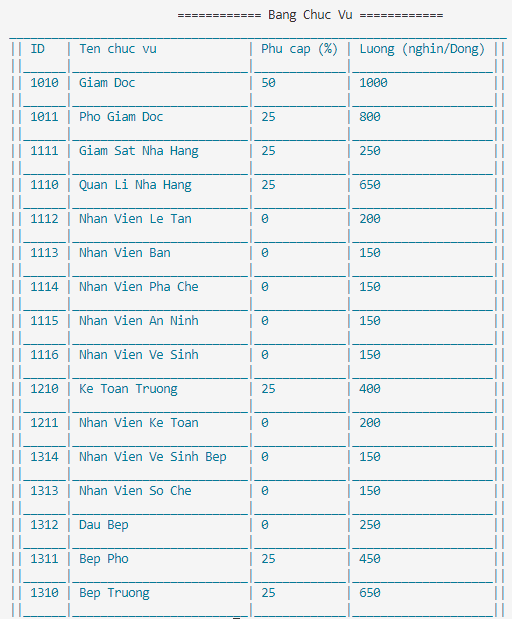 ============ Bang Chuc Vu ============
ID | Ten chuc vu | Phu cap (%) | Luong (nghin/Dong)
1010 | Giam Doc | 50 | 1000
1011 | Pho Giam Doc | 25 | 800
1111 | Giam Sat Nha Hang | 25 | 250
1110 | Quan Li Nha Hang | 25 | 650
1112 | Nhan Vien Le Tan | 0 | 200
1113 | Nhan Vien Ban | 0 | 150
1114 | Nhan Vien Pha Che | 0 | 150
1115 | Nhan Vien An Ninh | 0 | 150
1116 | Nhan Vien Ve Sinh | 0 | 150
1210 | Ke Toan Truong | 25 | 400
1211 | Nhan Vien Ke Toan | 0 | 200
1314 | Nhan Vien Ve Sinh Bep | 0 | 150
1313 | Nhan Vien So Che | 0 | 150
1312 | Dau Bep | 0 | 250
1311 | Bep Pho | 25 | 450
1310 | Bep Truong | 25 | 650